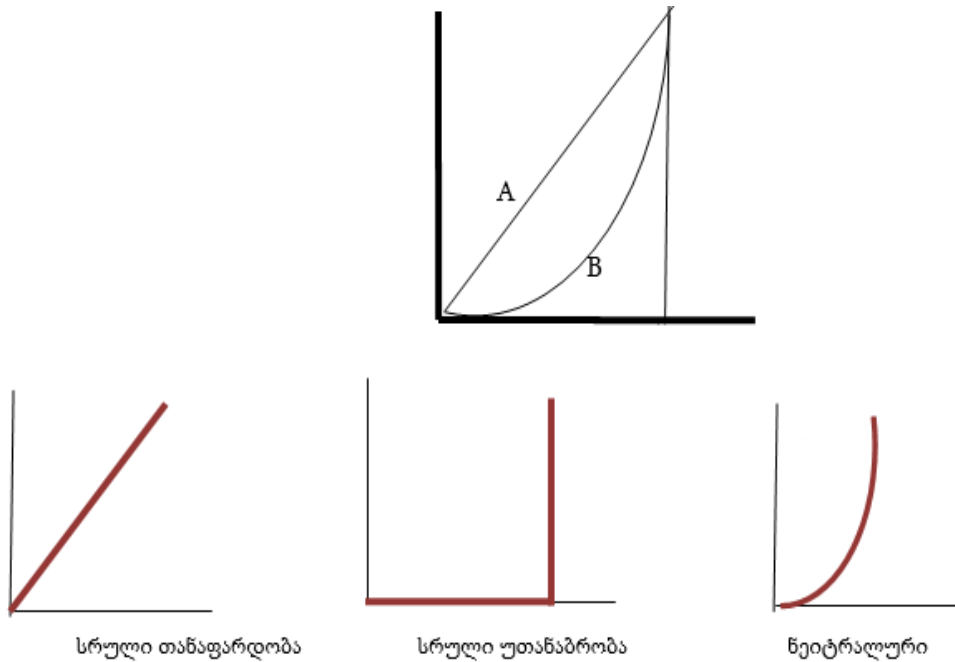 A
B
სრული თანაფარდობა
სრული უთანაბრობა
ნეიტრალური